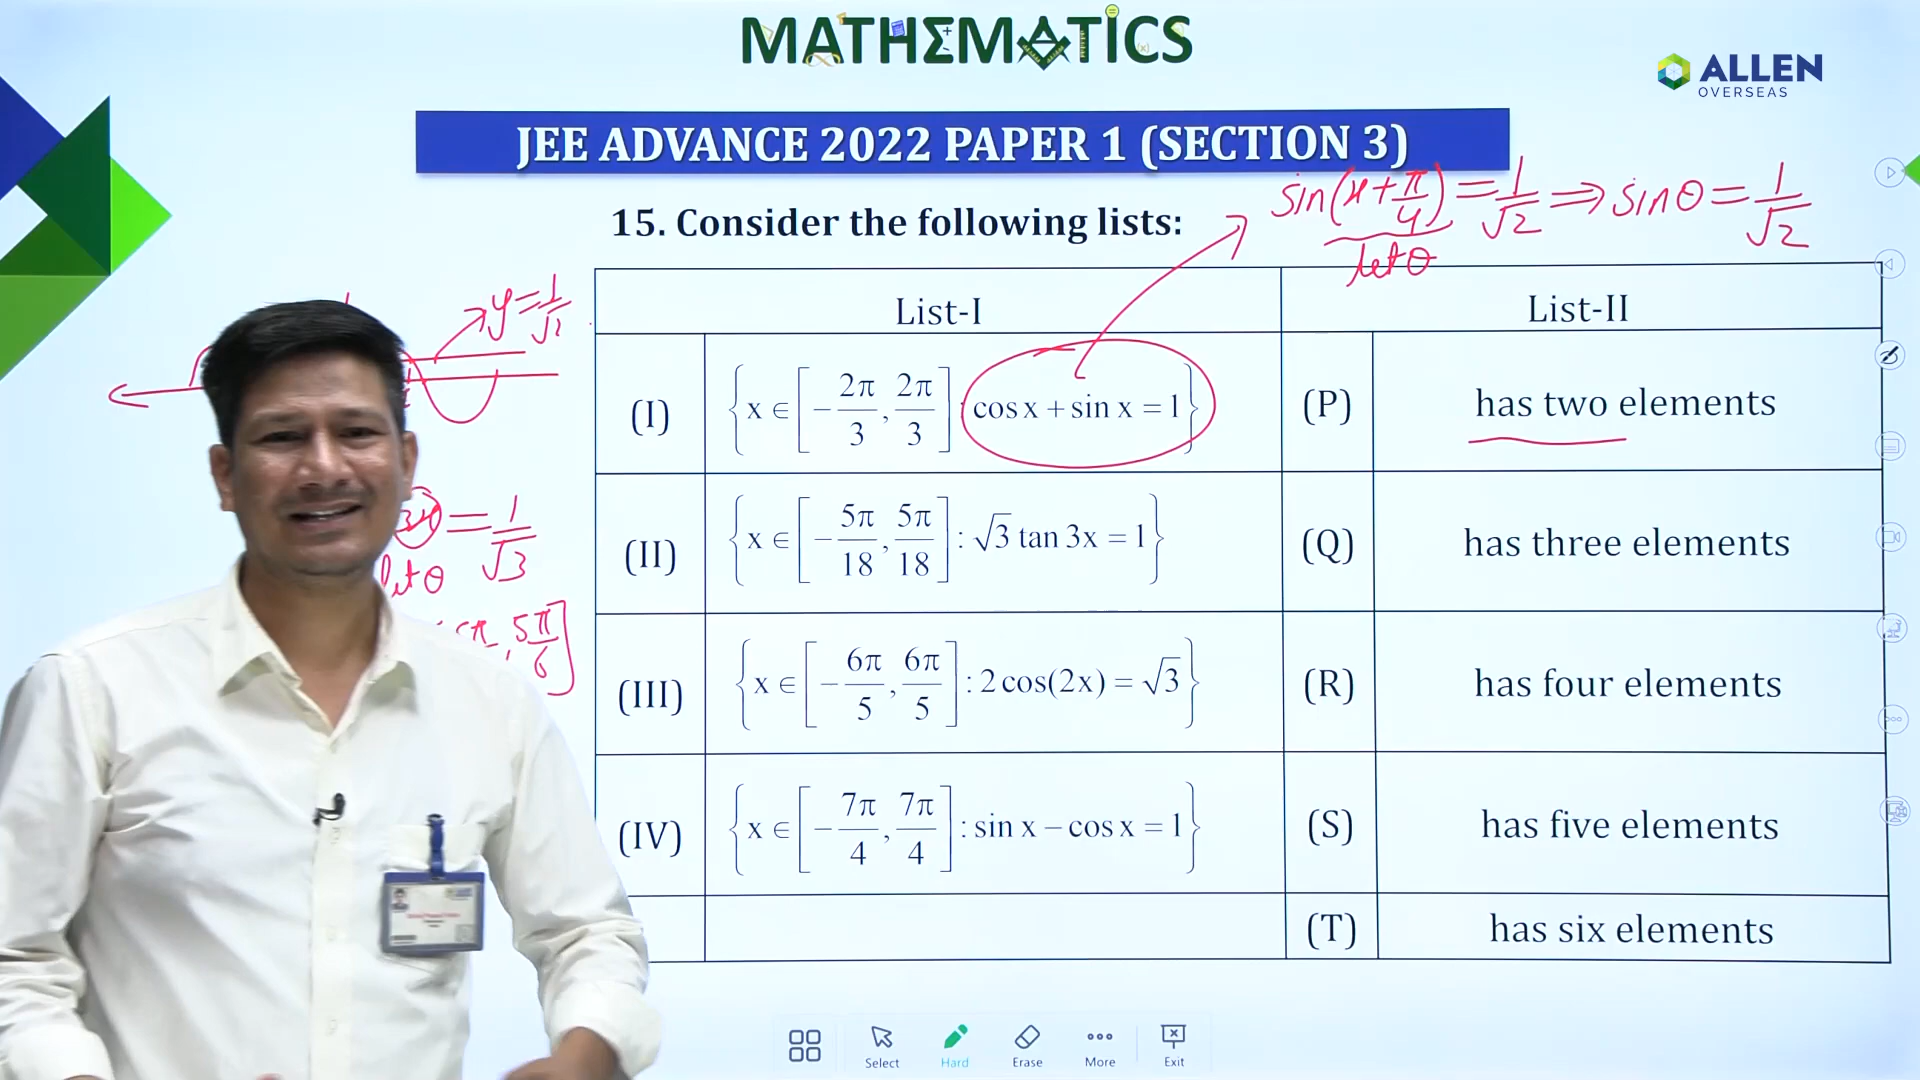 MATHEMATICS
ALLEN
OVERSEAS
JEE ADVANCE 2022 PAPER 1 (SECTION 3)
sin(x+π/4) = 1/√2 ⇒ sinθ = 1/√2
let θ
15. Consider the following lists:
y = 1/√2
List-I List-II
(I) {x ∈ [−2π/3, 2π/3] : cos x + sin x = 1} (P) has two elements
(II) {x ∈ [−5π/18, 5π/18] : √3 tan 3x = 1} (Q) has three elements
= 1/√3
let θ
5π/6]
(III) {x ∈ [−6π/5, 6π/5] : 2 cos(2x) = √3} (R) has four elements
(IV) {x ∈ [−7π/4, 7π/4] : sin x − cos x = 1} (S) has five elements
(T) has six elements
Select Hard Erase More Exit